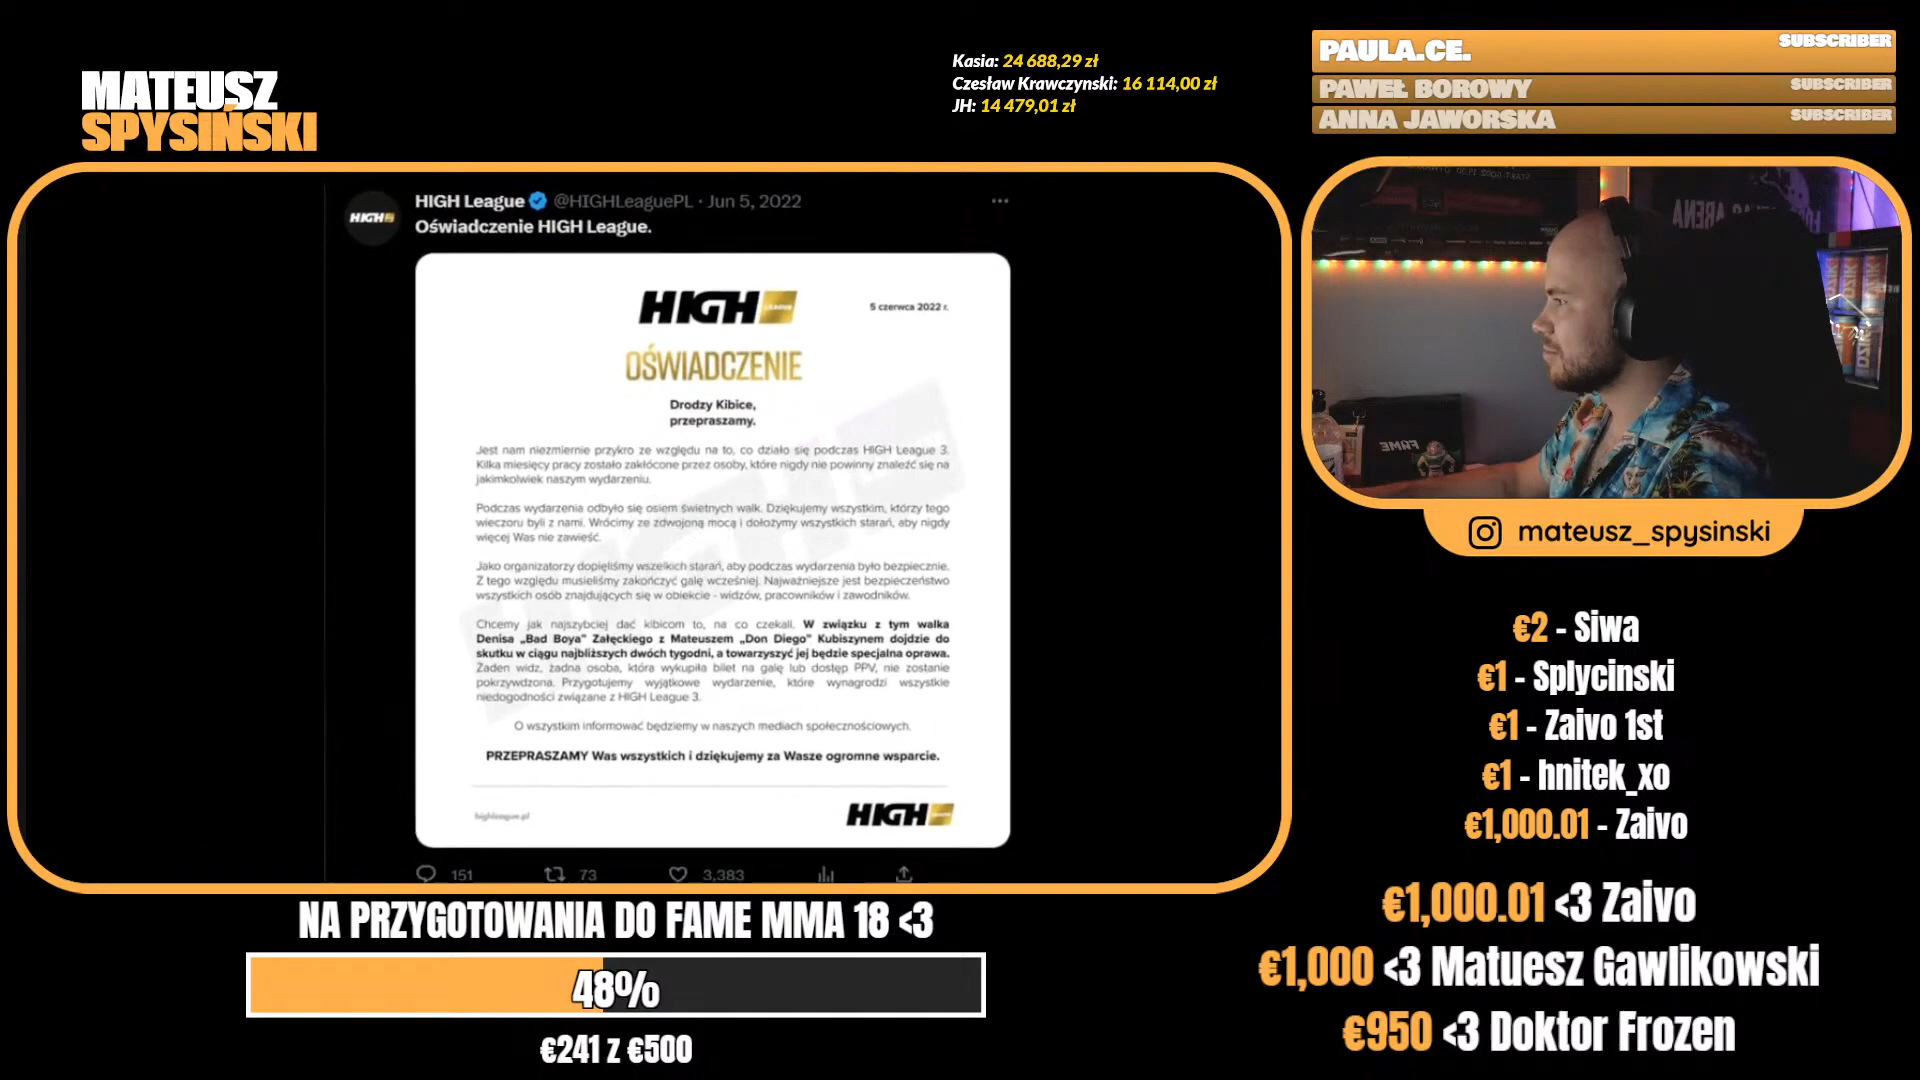 MATEUSZ
SPYSIŃSKI
Kasia: 24 688,29 zł
Czesław Krawczynski: 16 114,00 zł
JH: 14 479,01 zł
PAULA.CE. SUBSCRIBER
PAWEŁ BOROWY SUBSCRIBER
ANNA JAWORSKA SUBSCRIBER
HIGH
HIGH League @HIGHLeaguePL · Jun 5, 2022
Oświadczenie HIGH League.
HIGH LEAGUE
5 czerwca 2022 r.
OŚWIADCZENIE
Drodzy Kibice,
przepraszamy.
Jest nam niezmiernie przykro ze względu na to, co działo się podczas HIGH League 3.
Kilka miesięcy pracy zostało zakłócone przez osoby, które nigdy nie powinny znaleźć się na
jakimkolwiek naszym wydarzeniu.
Podczas wydarzenia odbyło się osiem świetnych walk. Dziękujemy wszystkim, którzy tego
wieczoru byli z nami. Wrócimy ze zdwojoną mocą i dołożymy wszystkich starań, aby nigdy
więcej Was nie zawieść.
Jako organizatorzy dopięliśmy wszelkich starań, aby podczas wydarzenia było bezpiecznie.
Z tego względu musieliśmy zakończyć galę wcześniej. Najważniejsze jest bezpieczeństwo
wszystkich osób znajdujących się w obiekcie - widzów, pracowników i zawodników.
Chcemy jak najszybciej dać kibicom to, na co czekali. W związku z tym walka
Denisa „Bad Boya” Załęckiego z Mateuszem „Don Diego” Kubiszynem dojdzie do
skutku w ciągu najbliższych dwóch tygodni, a towarzyszyć jej będzie specjalna oprawa.
Żaden widz, żadna osoba, która wykupiła bilet na galę lub dostęp PPV, nie zostanie
pokrzywdzona. Przygotujemy wyjątkowe wydarzenie, które wynagrodzi wszystkie
niedogodności związane z HIGH League 3.
O wszystkim informować będziemy w naszych mediach społecznościowych.
PRZEPRASZAMY Was wszystkich i dziękujemy za Wasze ogromne wsparcie.
highleague.pl
HIGH
151 73 3,383
FAME
DZIK
mateusz_spysinski
€2 - Siwa
€1 - Splycinski
€1 - Zaivo 1st
€1 - hnitek_xo
€1,000.01 - Zaivo
€1,000.01 <3 Zaivo
€1,000 <3 Matuesz Gawlikowski
€950 <3 Doktor Frozen
NA PRZYGOTOWANIA DO FAME MMA 18 <3
48%
€241 z €500